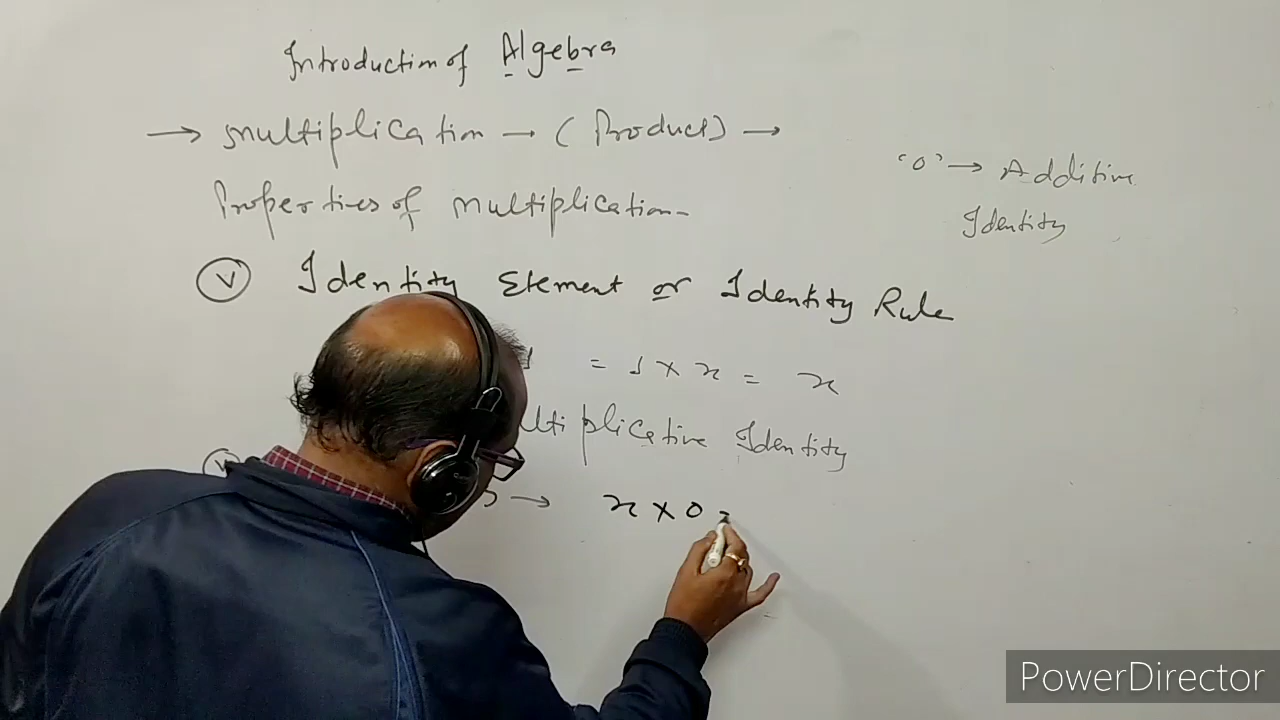 Introduction of Algebra
→ multiplication → (Product) →
'0' → Additive
Identity
Properties of multiplication-
(V) Identity Element or Identity Rule
1 = 1 × x = x
ultiplicative Identity
→ x × 0 =
PowerDirector